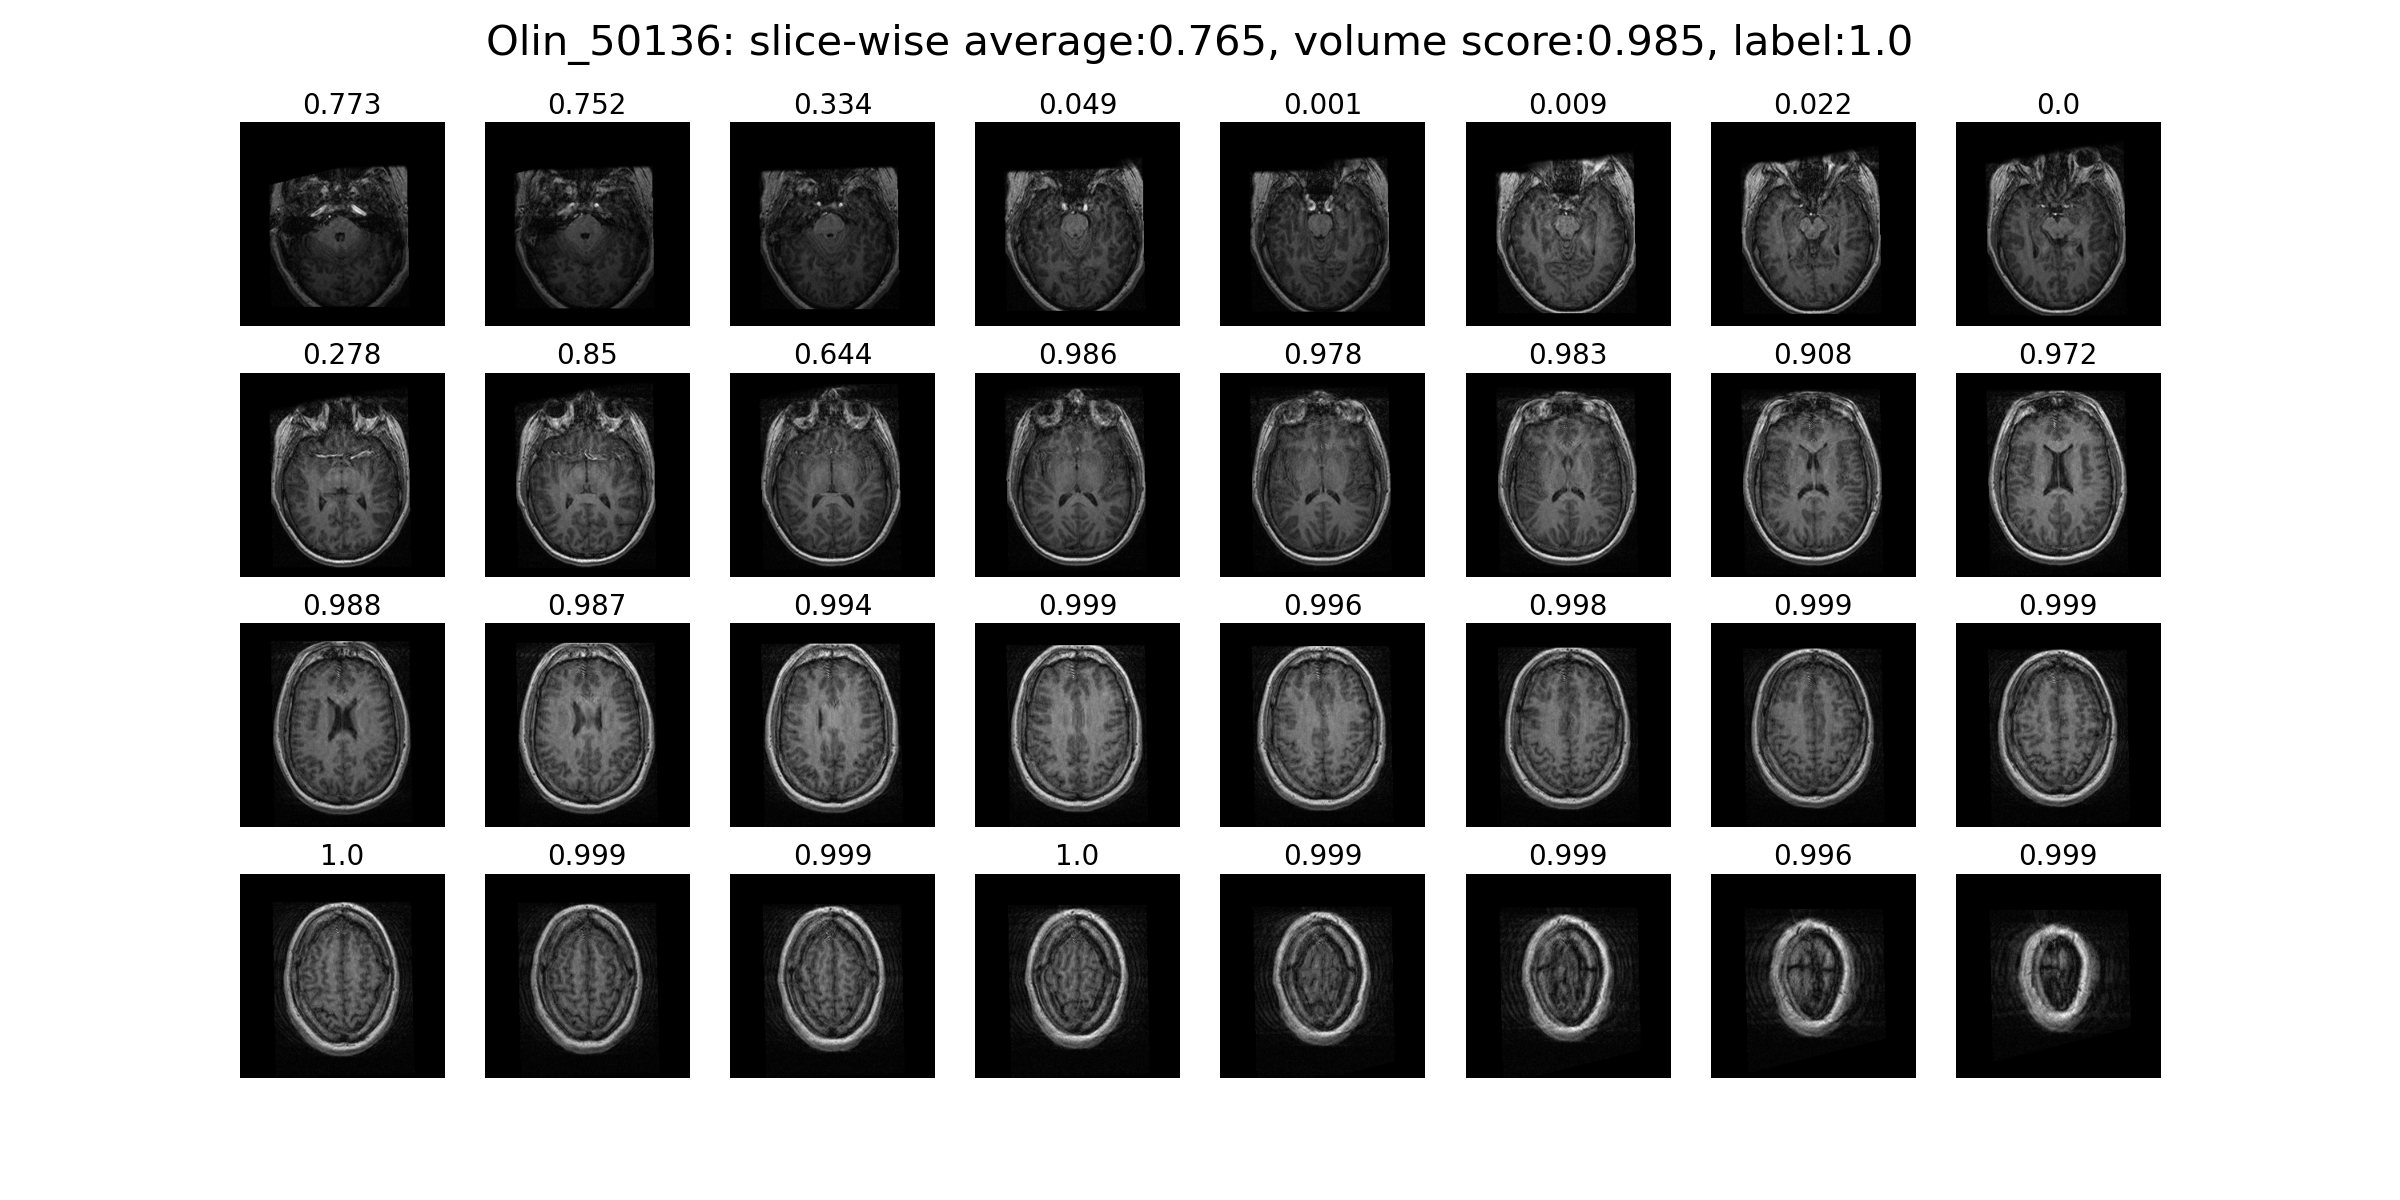 Olin_50136: slice-wise average:0.765, volume score:0.985, label:1.0
0.773 0.752 0.334 0.049 0.001 0.009 0.022 0.0
0.278 0.85 0.644 0.986 0.978 0.983 0.908 0.972
0.988 0.987 0.994 0.999 0.996 0.998 0.999 0.999
1.0 0.999 0.999 1.0 0.999 0.999 0.996 0.999